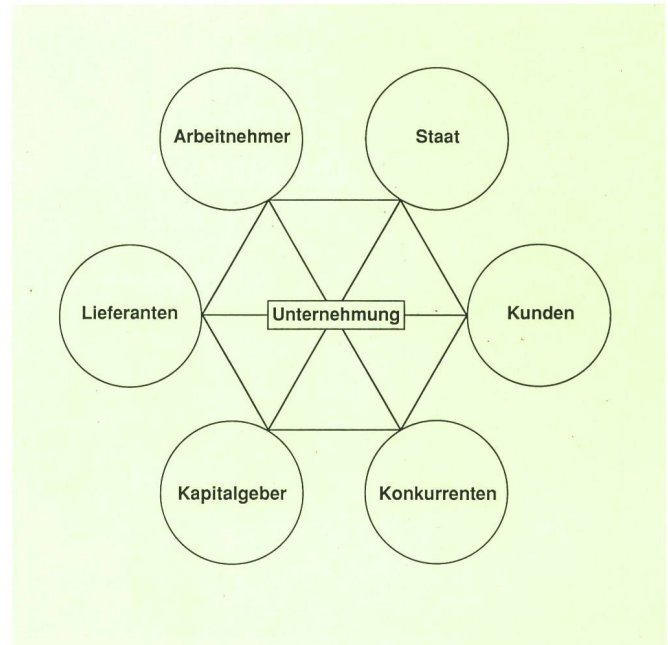 Arbeitnehmer
Staat
Lieferanten
Unternehmung
Kunden
Kapitalgeber
Konkurrenten